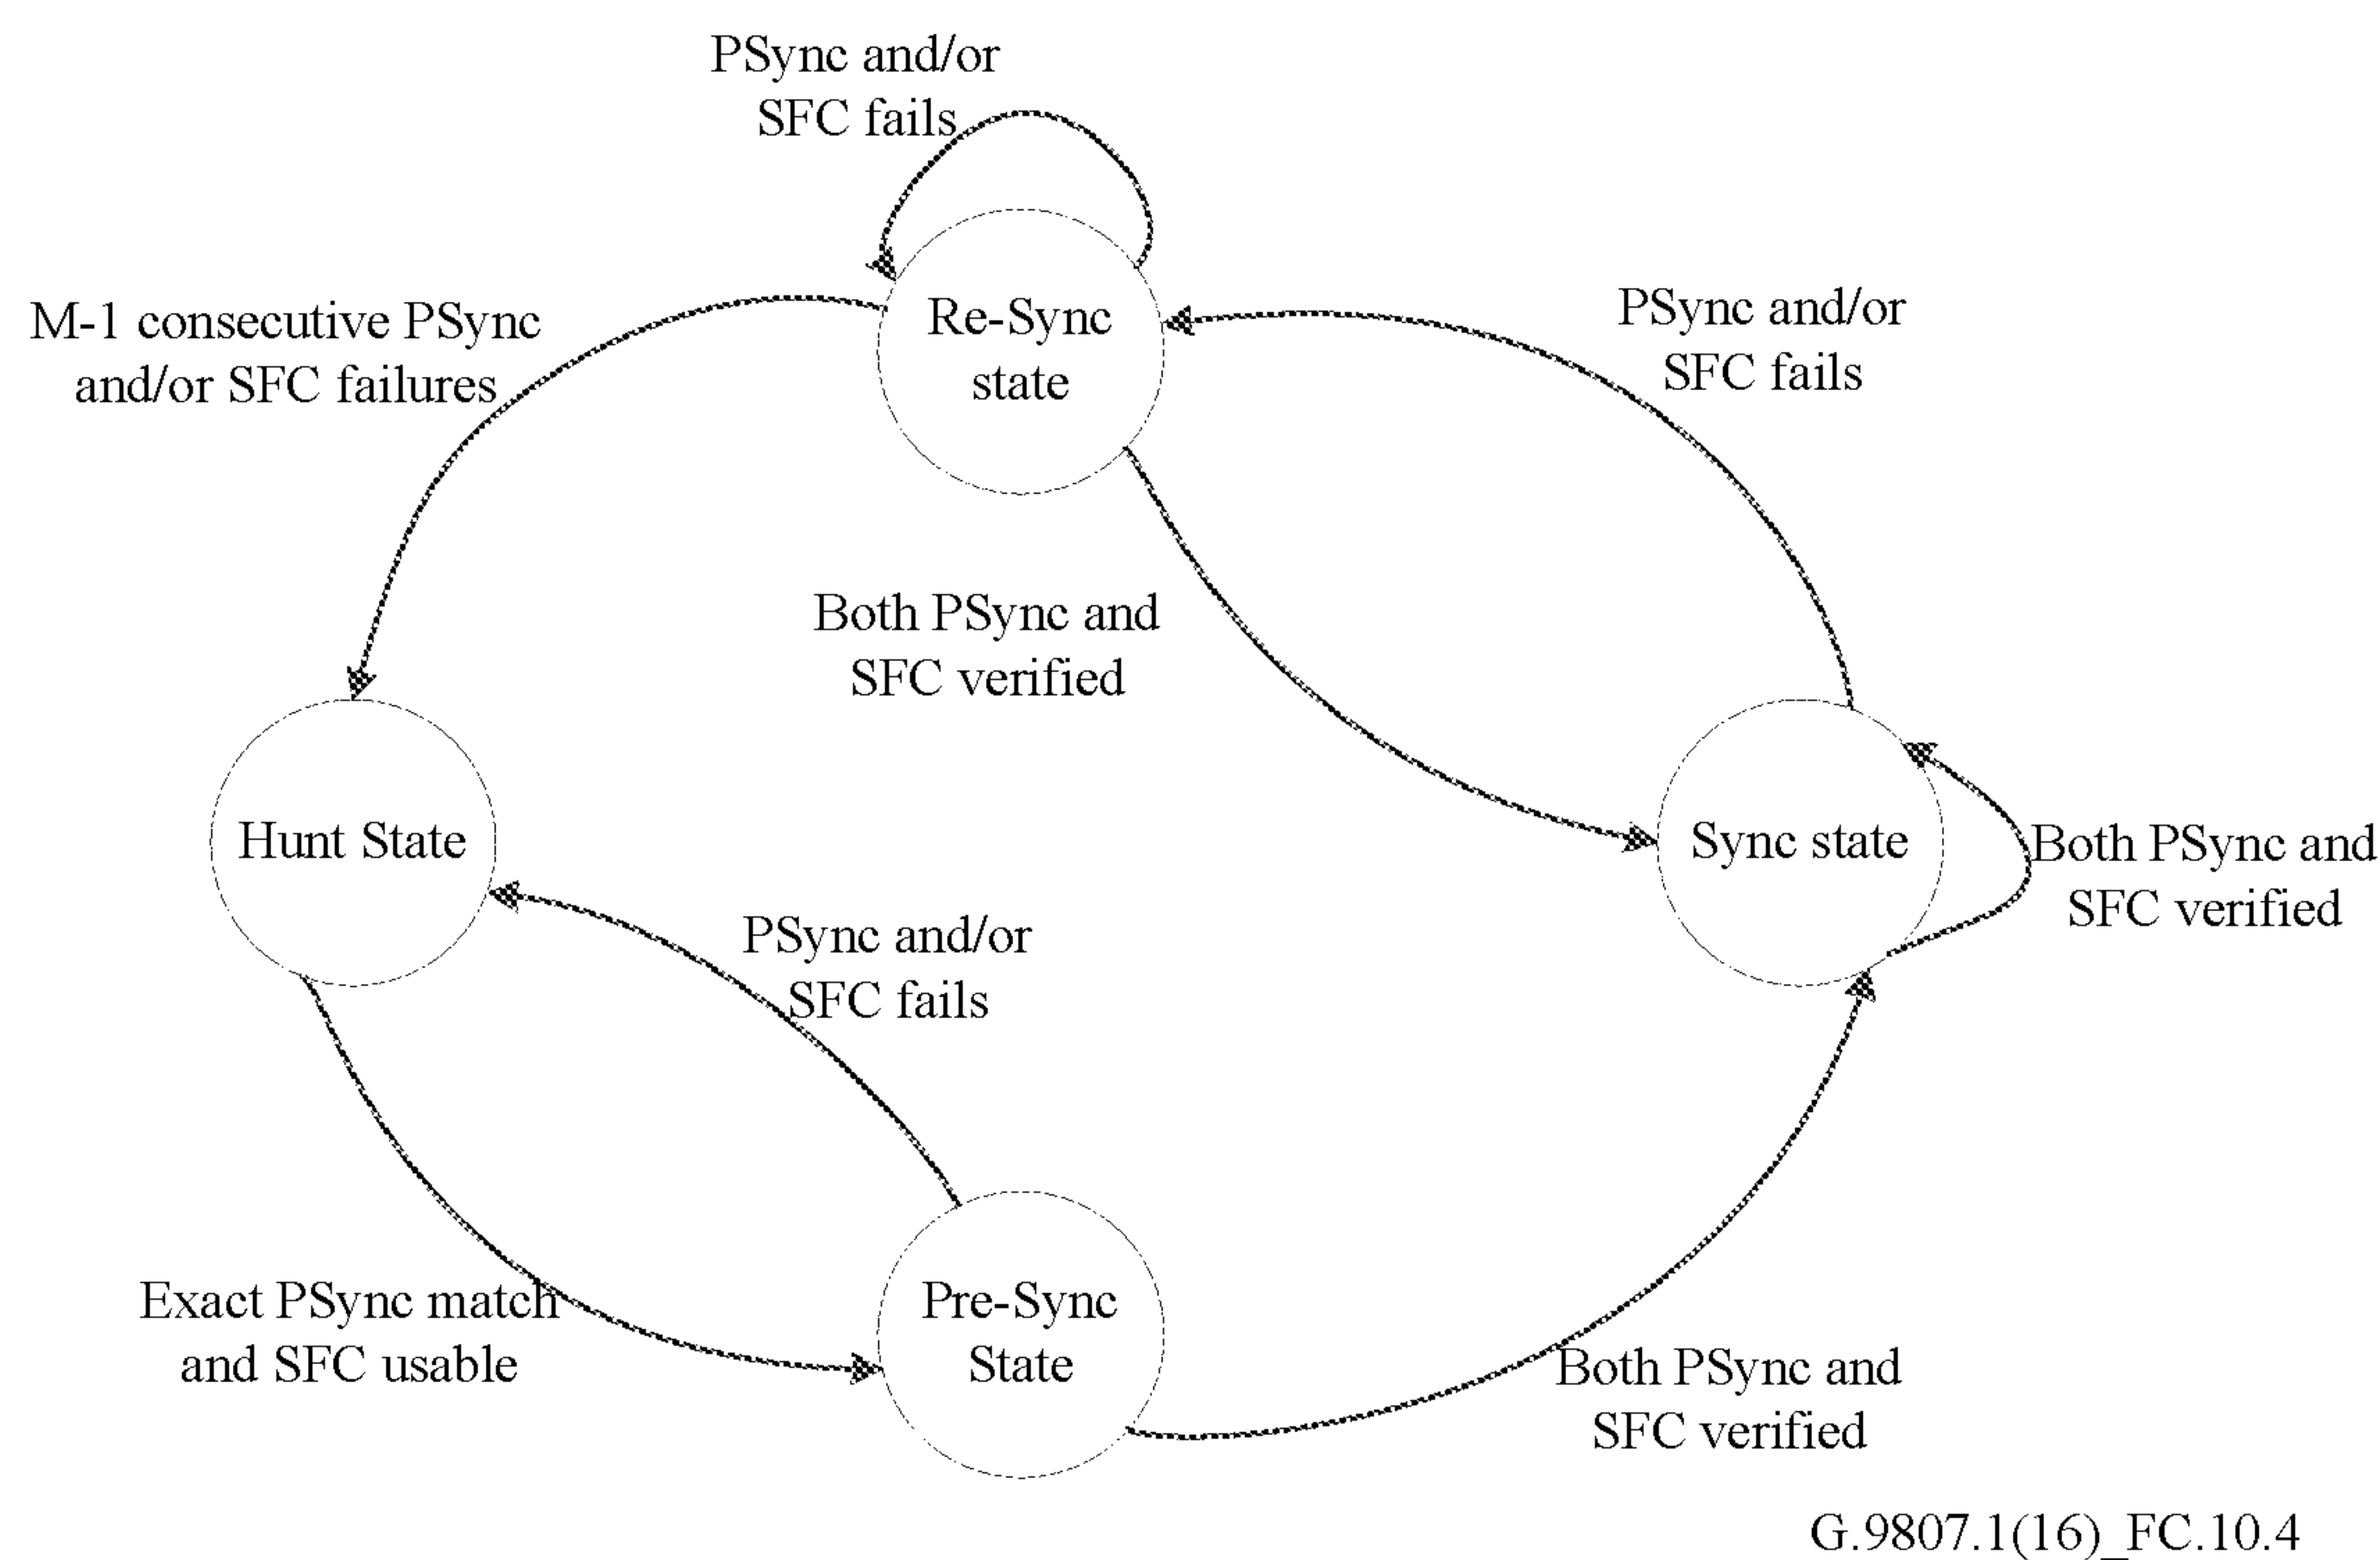 PSync and/or
SFC fails
M-1 consecutive PSync
and/or SFC failures
Re-Sync
state
PSync and/or
SFC fails
Both PSync and
SFC verified
Hunt State
Sync state
Both PSync and
SFC verified
PSync and/or
SFC fails
Exact PSync match
and SFC usable
Pre-Sync
State
Both PSync and
SFC verified
G.9807.1(16)_FC.10.4